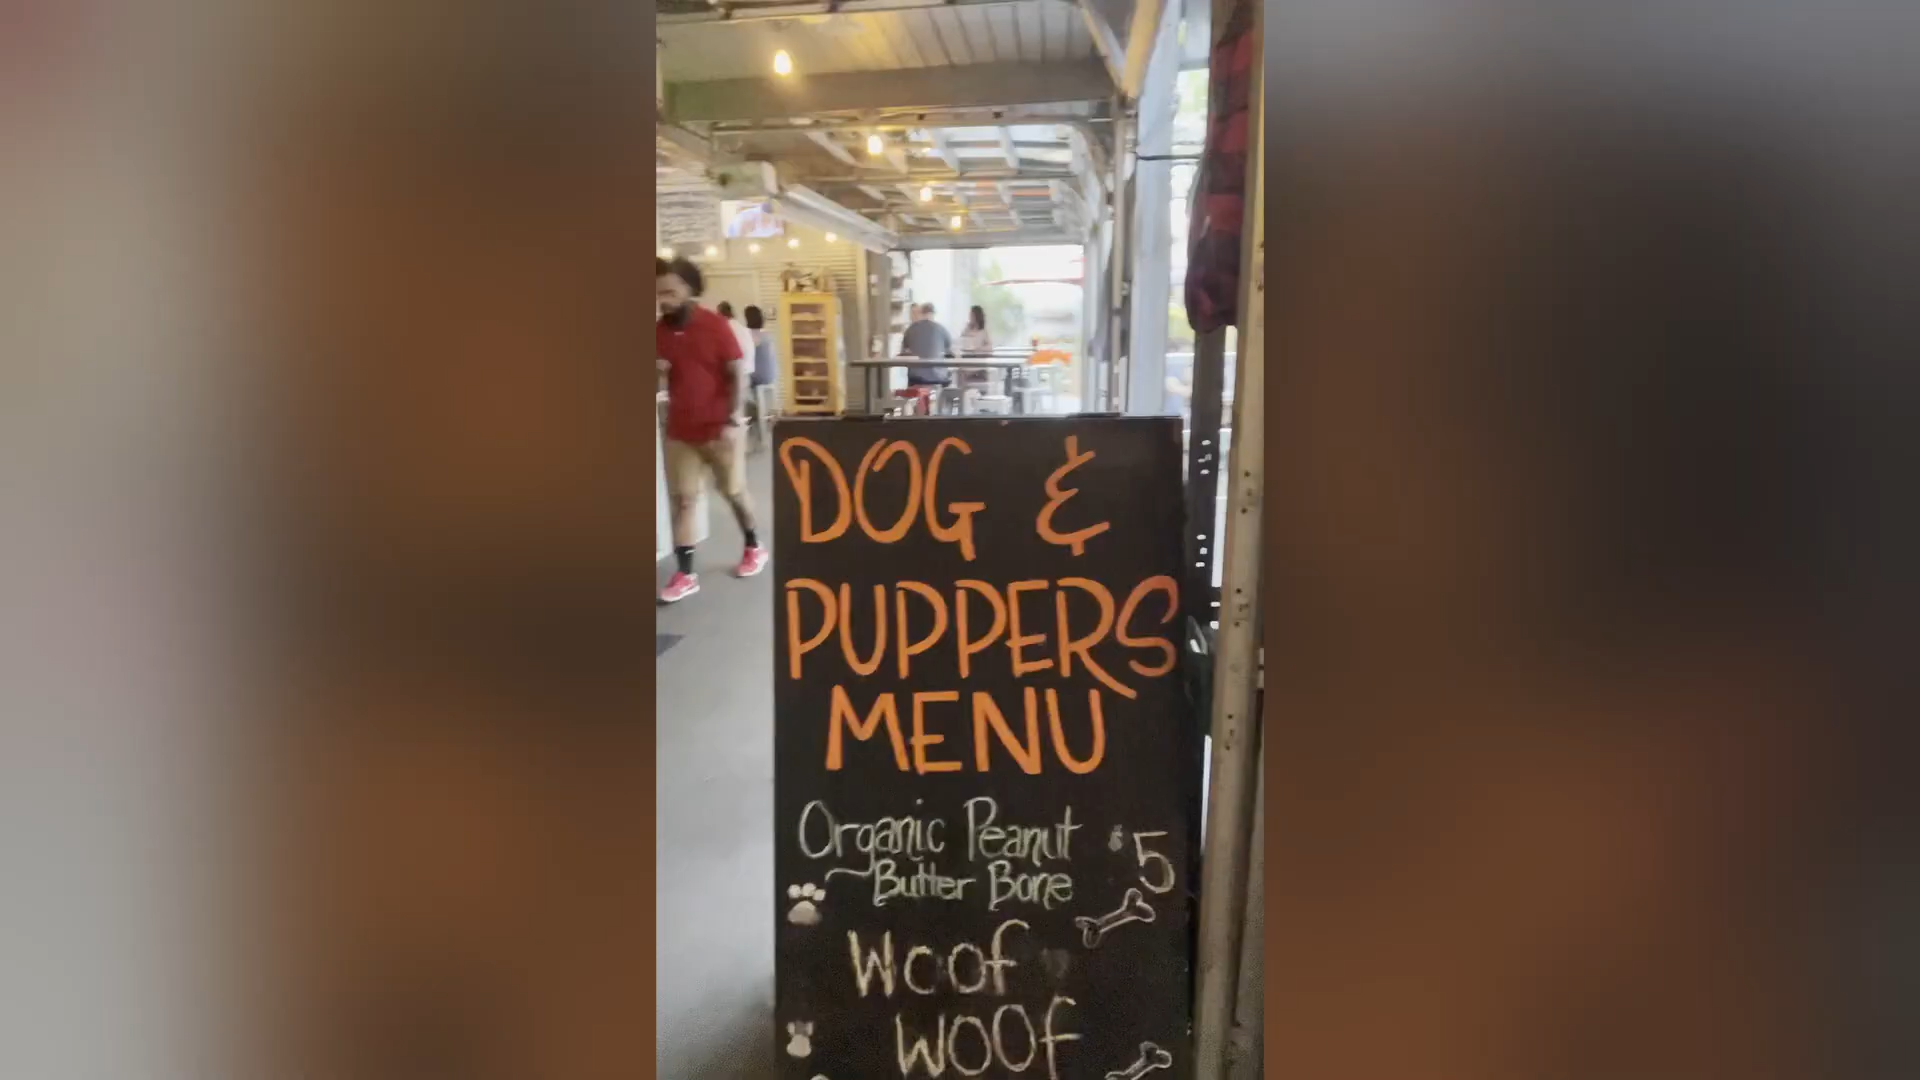 DOG &
PUPPERS
MENU
Organic Peanut $5
Butter Bone
Woof
Woof